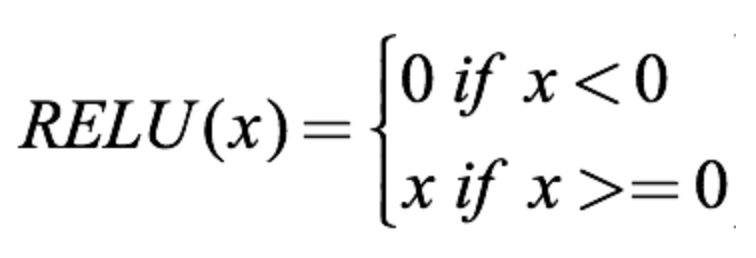 0 if x < 0
RELU(x) =
x if x >= 0